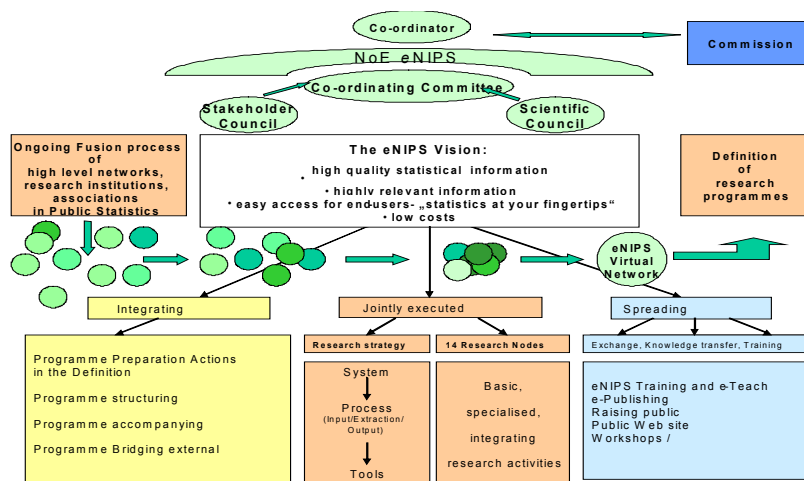 Co-ordinator
Commission
NoE eNIPS
Co-ordinating Committee
Stakeholder
Council
Scientific
Council
Ongoing Fusion process
of
high level networks,
research institutions,
associations
in Public Statistics
The eNIPS Vision:
• high quality statistical information
• highly relevant information
• easy access for end-users- „statistics at your fingertips“
• low costs
Definition
of
research
programmes
eNIPS
Virtual
Network
Integrating
Jointly executed
Spreading
Research strategy
14 Research Nodes
Exchange, Knowledge transfer, Training
Programme Preparation Actions
in the Definition
Programme structuring
Programme accompanying
Programme Bridging external
System
Process
(Input/Extraction/
Output)
Tools
Basic,
specialised,
integrating
research activities
eNIPS Training and e-Teach
e-Publishing
Raising public
Public Web site
Workshops /